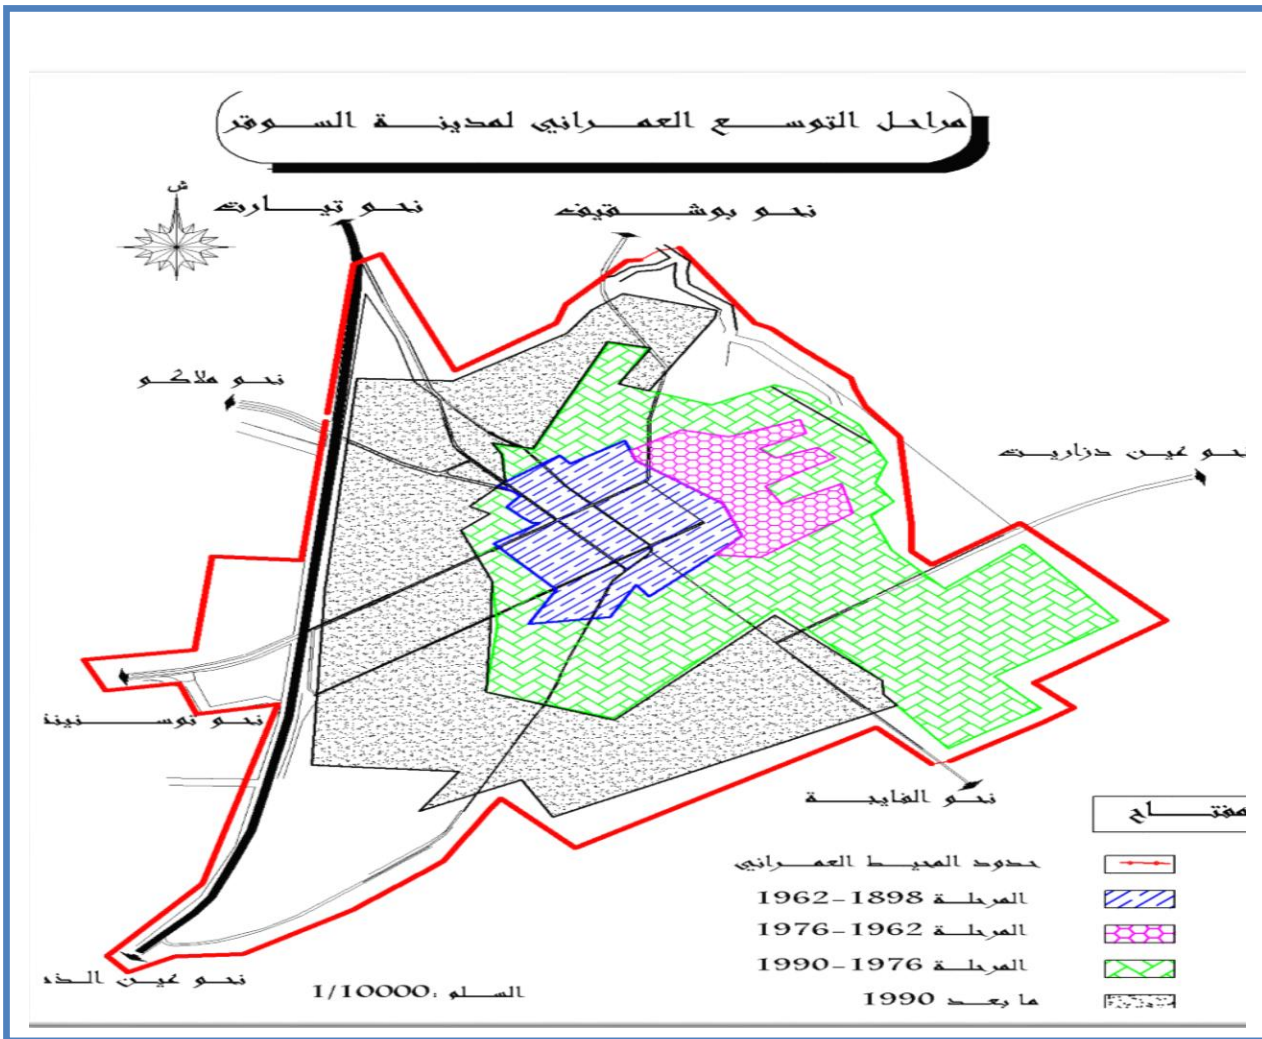 مراحل التوسع العمراني لمدينة السوقر
ش
نحو تيارت
نحو بوشقيف
نحو ملاكو
نحو عين دزاريت
نحو توسنينة
نحو الفايجة
مفتاح
حدود المحيط العمراني
المرحلة 1898-1962
المرحلة 1962-1976
المرحلة 1976-1990
ما بعد 1990
نحو عين الذ
السلم :1/10000